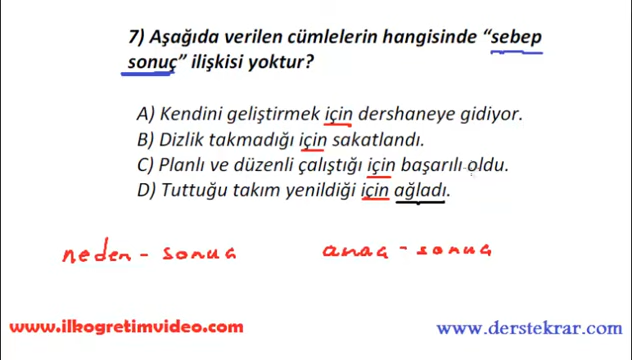 7) Aşağıda verilen cümlelerin hangisinde “sebep
sonuç” ilişkisi yoktur?
A) Kendini geliştirmek için dershaneye gidiyor.
B) Dizlik takmadığı için sakatlandı.
C) Planlı ve düzenli çalıştığı için başarılı oldu.
D) Tuttuğu takım yenildiği için ağladı.
neden - sonuç amaç - sonuç
www.ilkogretimvideo.com www.derstekrar.com